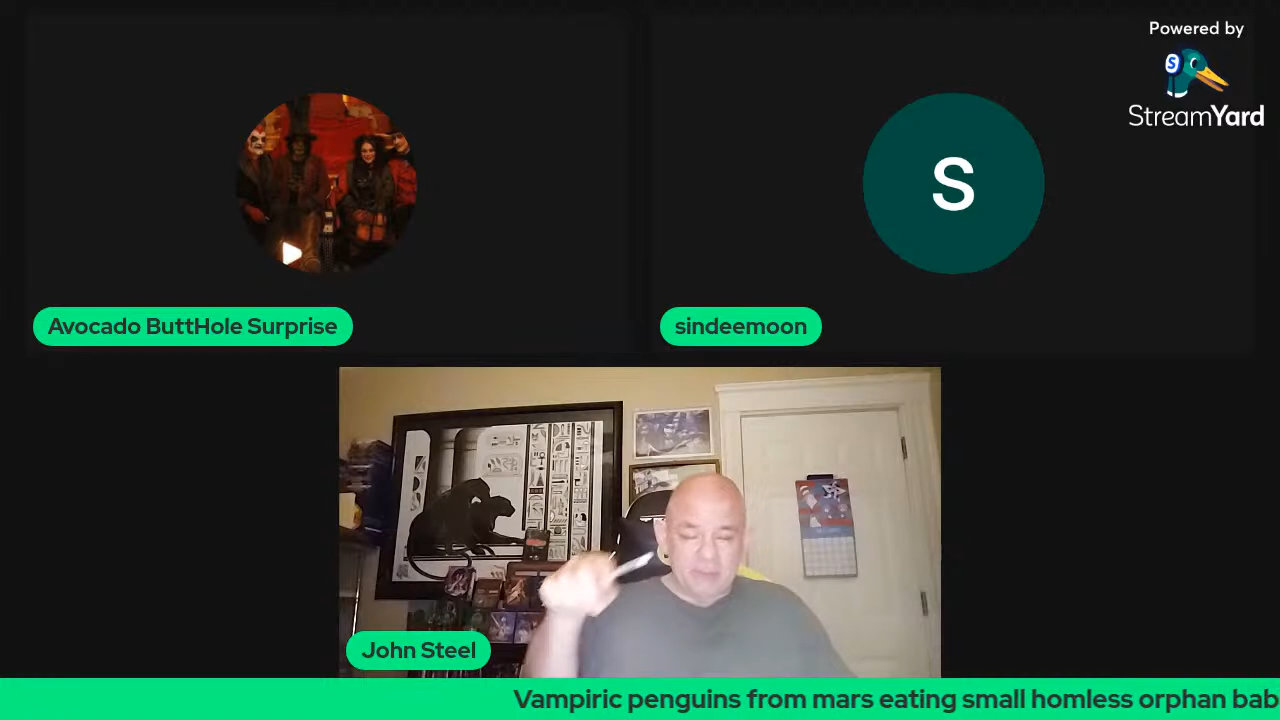 Powered by
S
StreamYard
S
Avocado ButtHole Surprise
sindeemoon
John Steel
Vampiric penguins from mars eating small homless orphan bab